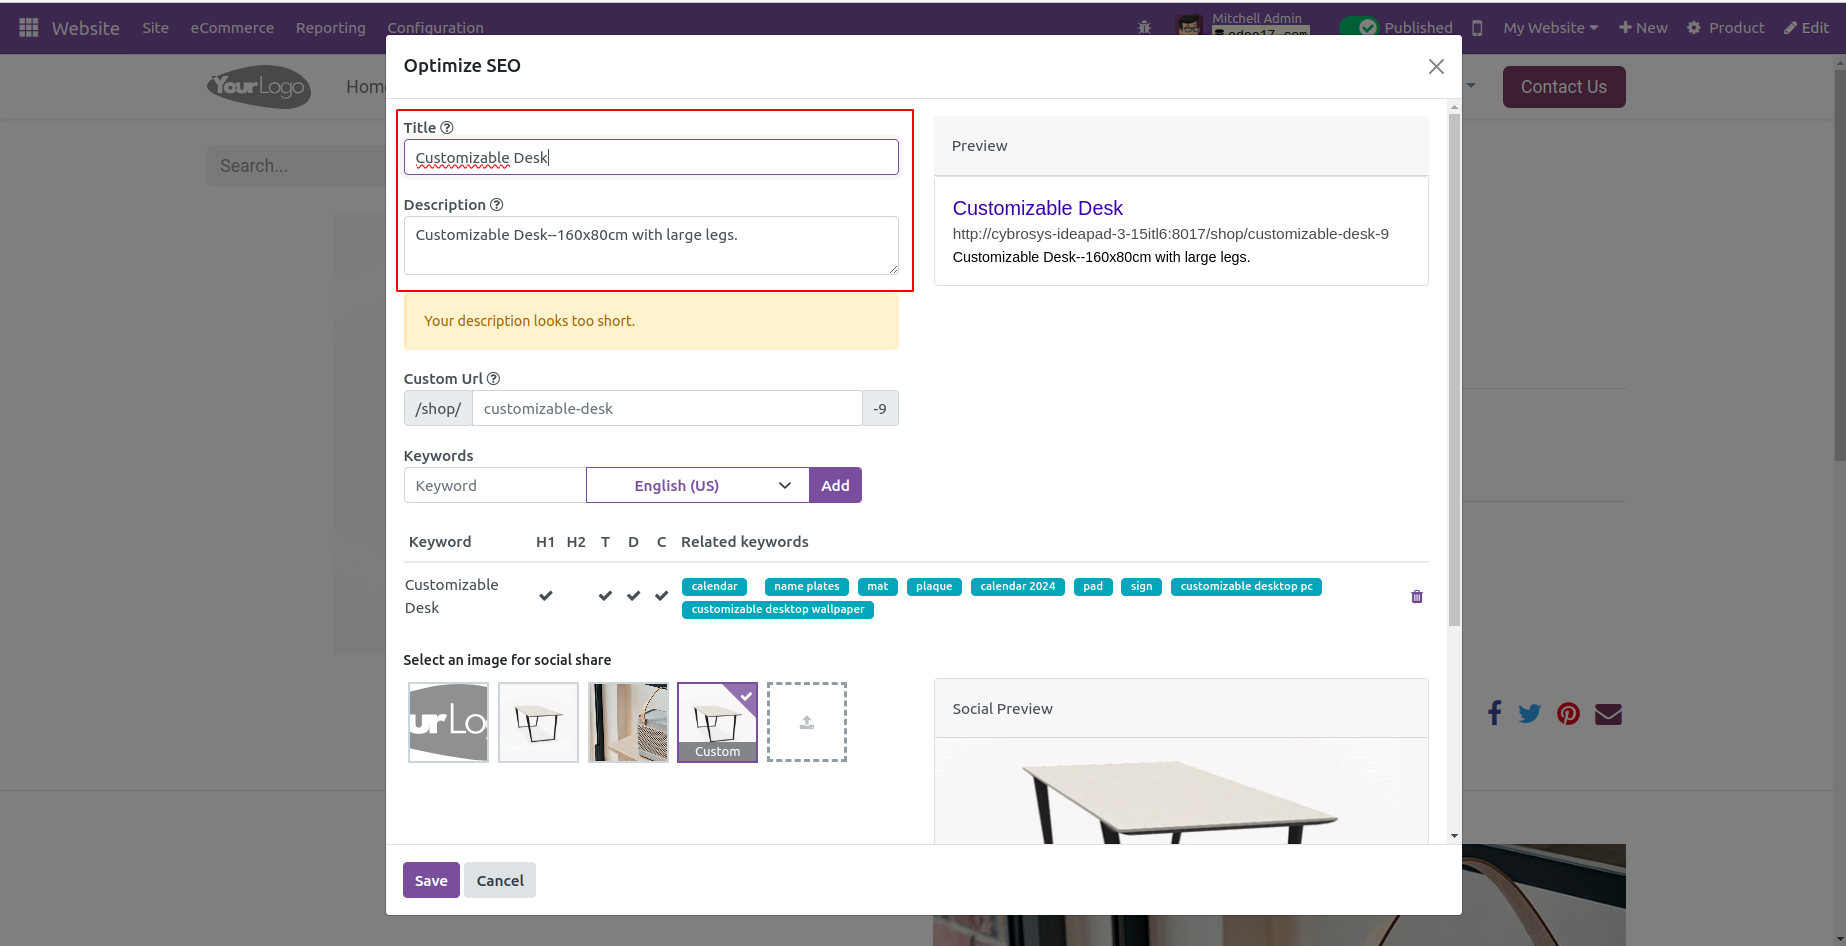 Website Site eCommerce Reporting Configuration Mitchell Admin Published My Website New Product Edit
odoo17_com
Optimize SEO
YourLogo Hom Contact Us
Title
Customizable Desk
Search...
Description
Customizable Desk--160x80cm with large legs.
Your description looks too short.
Preview
Customizable Desk
http://cybrosys-ideapad-3-15itl6:8017/shop/customizable-desk-9
Customizable Desk--160x80cm with large legs.
Custom Url
/shop/ customizable-desk -9
Keywords
Keyword English (US) Add
Keyword H1 H2 T D C Related keywords
Customizable
Desk
calendar name plates mat plaque calendar 2024 pad sign customizable desktop pc
customizable desktop wallpaper
Select an image for social share
ur Lo
Custom
Social Preview
Save Cancel